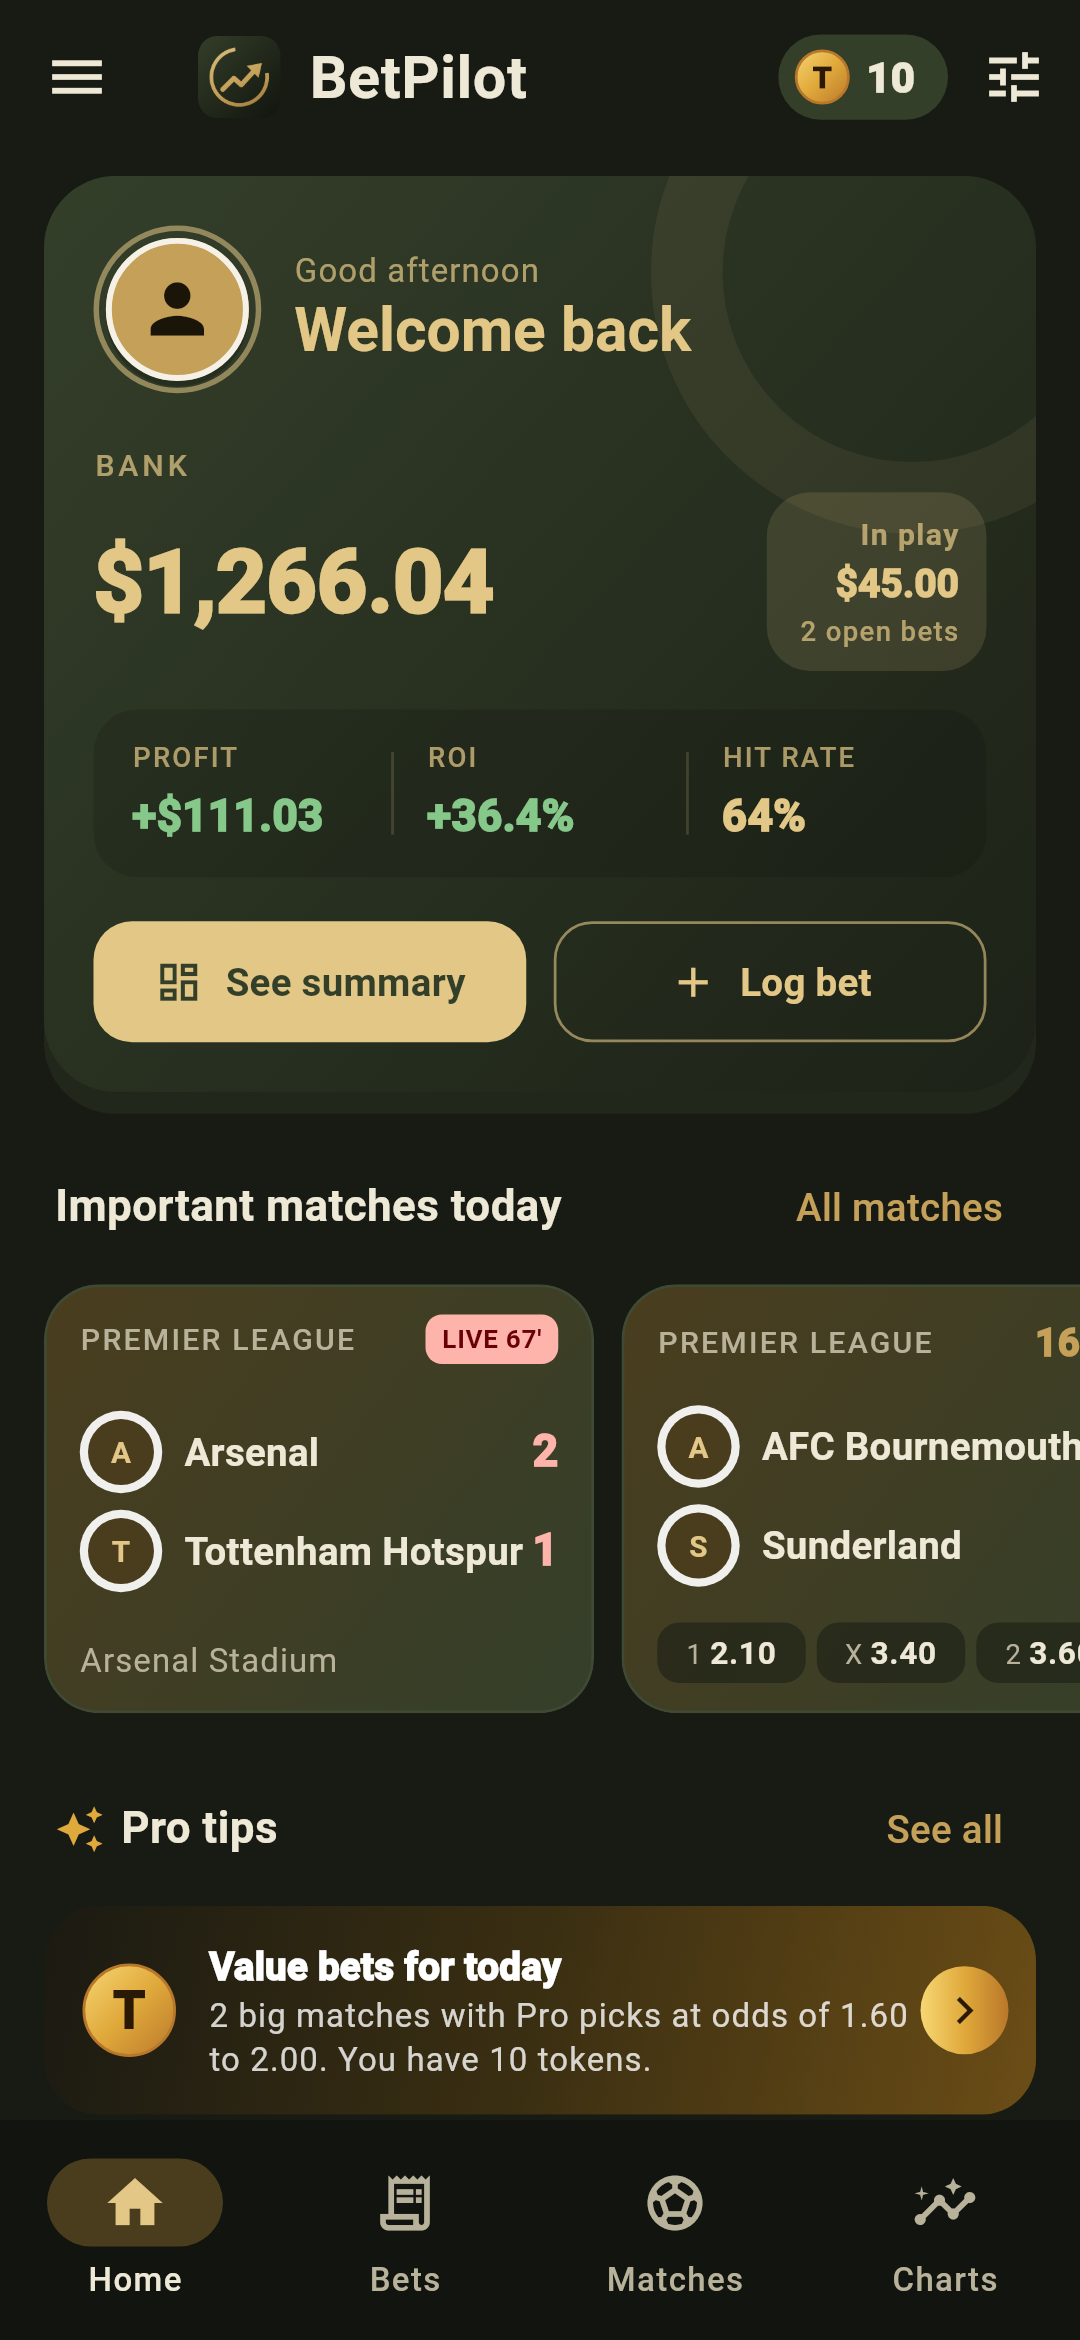 BetPilot
T 10
Good afternoon
Welcome back
BANK
$1,266.04
In play
$45.00
2 open bets
PROFIT
+$111.03
ROI
+36.4%
HIT RATE
64%
See summary
Log bet
Important matches today
All matches
PREMIER LEAGUE
LIVE 67'
A Arsenal 2
T Tottenham Hotspur 1
Arsenal Stadium
PREMIER LEAGUE
16
A AFC Bournemouth
S Sunderland
1 2.10
X 3.40
2 3.60
Pro tips
See all
T
Value bets for today
2 big matches with Pro picks at odds of 1.60
to 2.00. You have 10 tokens.
Home
Bets
Matches
Charts